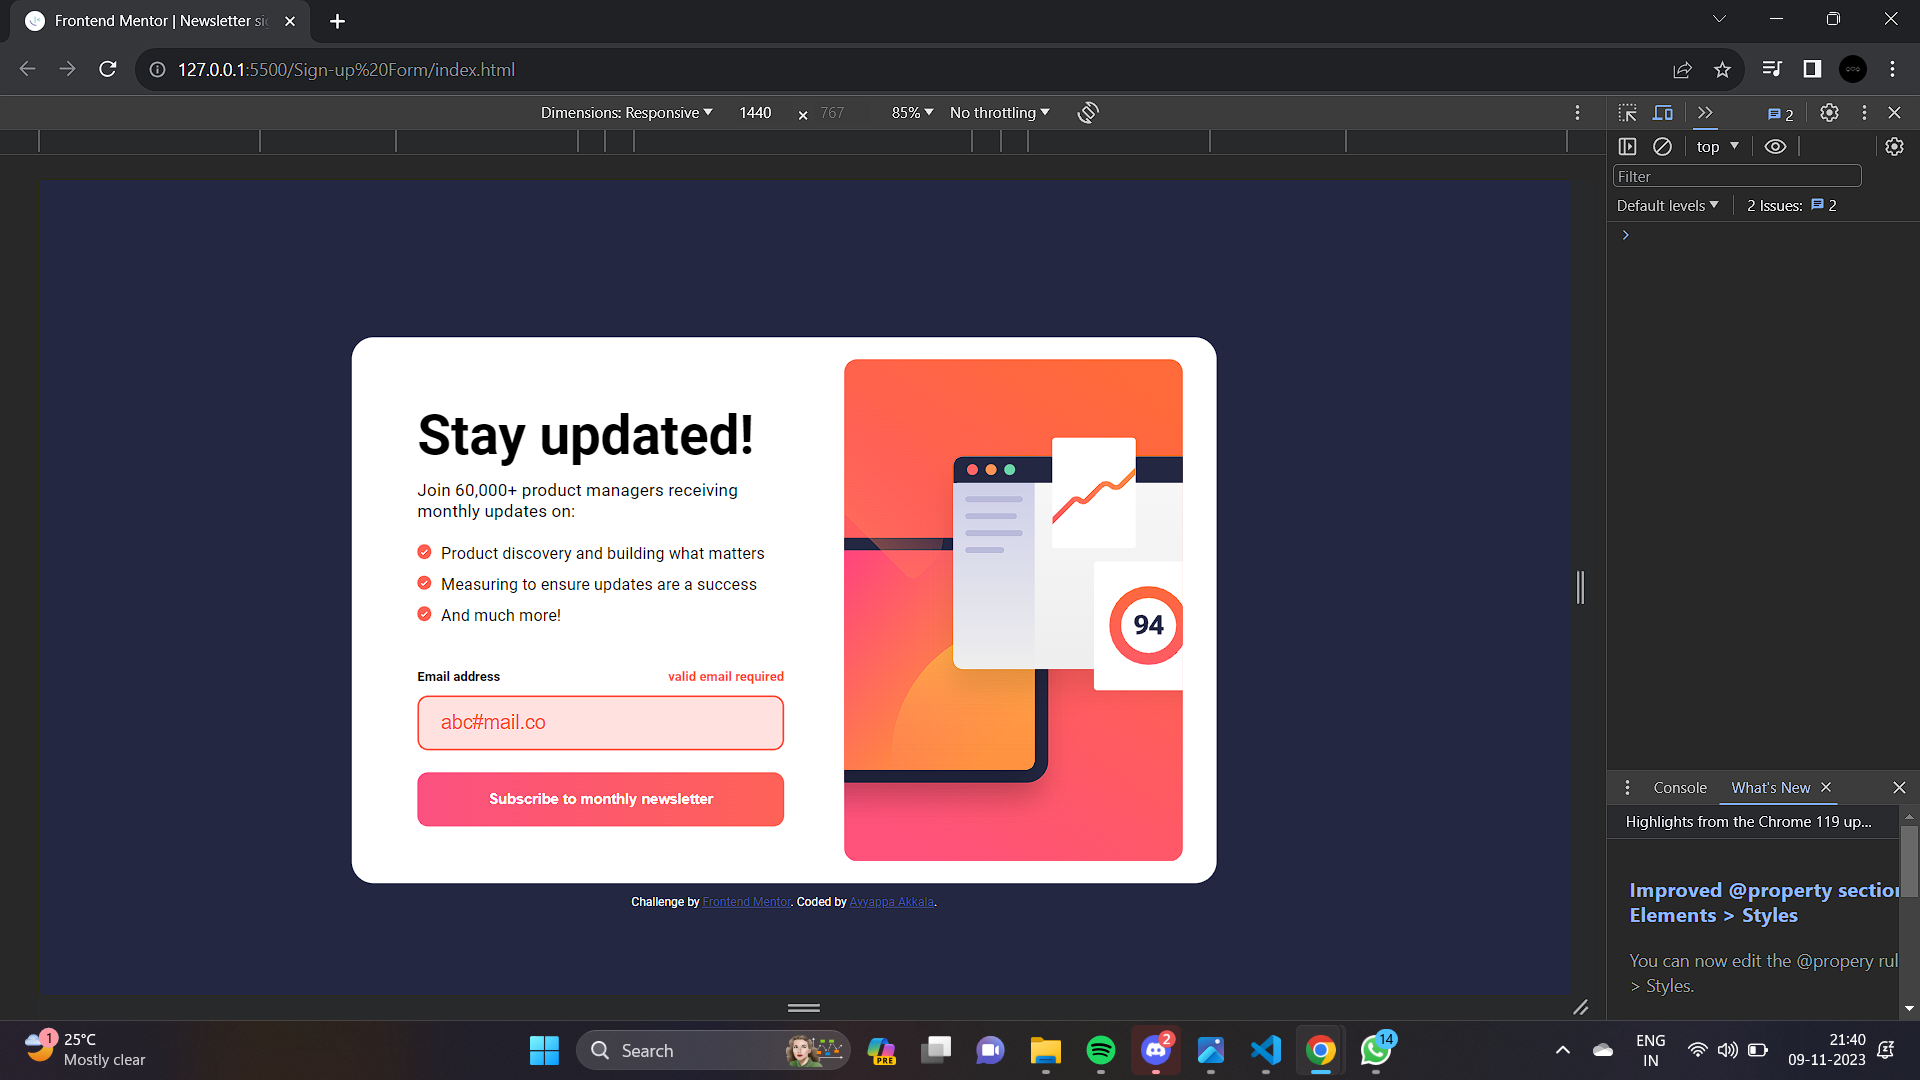 Frontend Mentor | Newsletter sig
127.0.0.1:5500/Sign-up%20Form/index.html
Dimensions: Responsive 1440 × 767 85% No throttling
2
top
Filter
Default levels 2 Issues: 2
Stay updated!
Join 60,000+ product managers receiving
monthly updates on:
Product discovery and building what matters
Measuring to ensure updates are a success
And much more!
Email address valid email required
abc#mail.co
Subscribe to monthly newsletter
94
Challenge by Frontend Mentor. Coded by Ayyappa Akkala.
Console What's New
Highlights from the Chrome 119 up...
Improved @property section
Elements > Styles
You can now edit the @propery rul
> Styles.
1
25°C
Mostly clear
Search
PRE
2
14
ENG
IN
21:40
09-11-2023